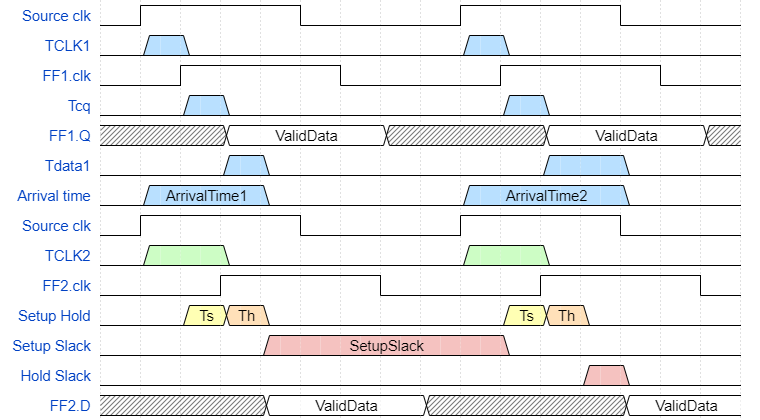 Source clk
TCLK1
FF1.clk
Tcq
FF1.Q ValidData ValidData
Tdata1
Arrival time ArrivalTime1 ArrivalTime2
Source clk
TCLK2
FF2.clk
Setup Hold Ts Th Ts Th
Setup Slack SetupSlack
Hold Slack
FF2.D ValidData ValidData